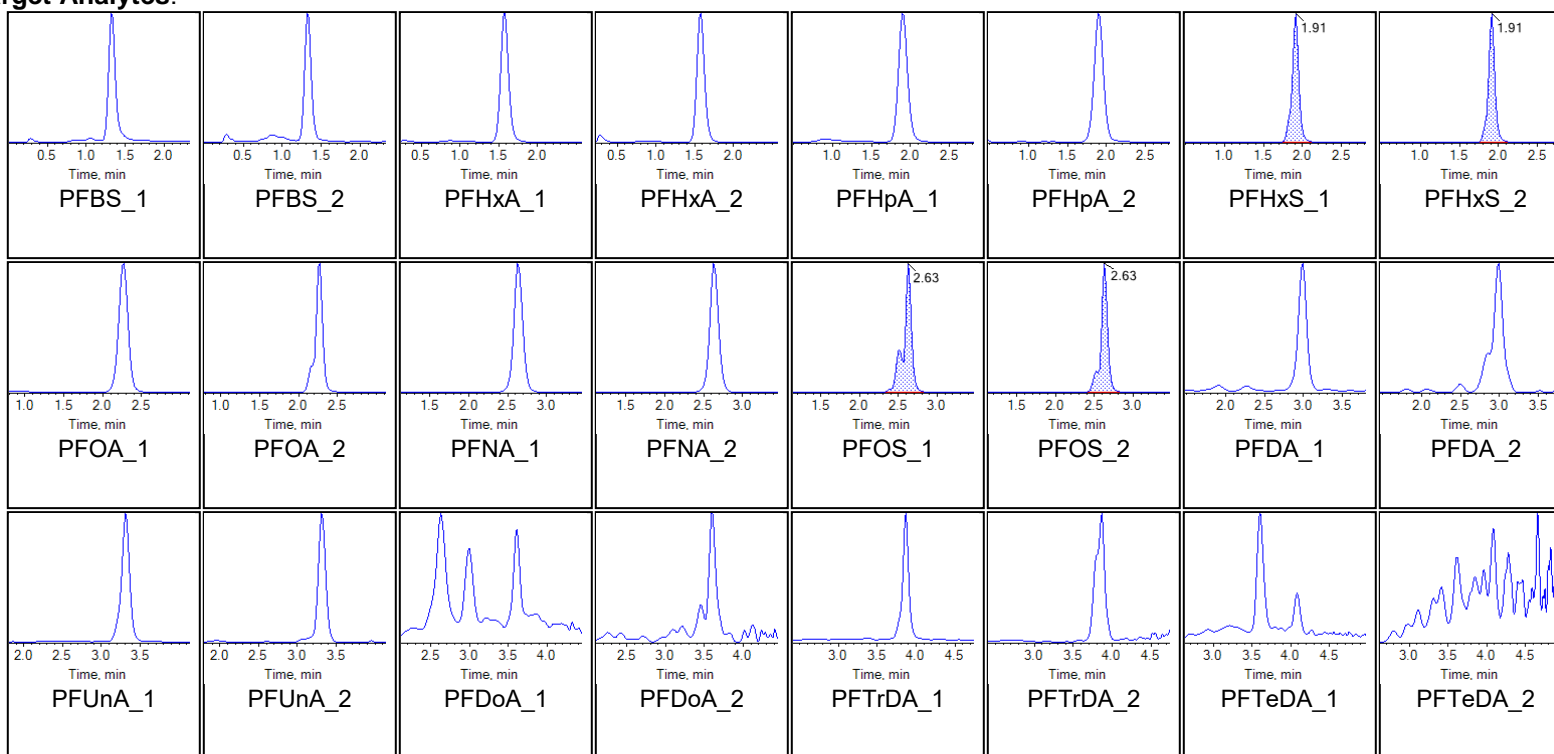 arget Analytes:
1.91 1.91
0.5 1.0 1.5 2.0 0.5 1.0 1.5 2.0 0.5 1.0 1.5 2.0 0.5 1.0 1.5 2.0 1.0 1.5 2.0 2.5 1.0 1.5 2.0 2.5 1.0 1.5 2.0 2.5 1.0 1.5 2.0 2.5
Time, min Time, min Time, min Time, min Time, min Time, min Time, min Time, min
PFBS_1 PFBS_2 PFHxA_1 PFHxA_2 PFHpA_1 PFHpA_2 PFHxS_1 PFHxS_2
2.63 2.63
1.0 1.5 2.0 2.5 1.0 1.5 2.0 2.5 1.5 2.0 2.5 3.0 1.5 2.0 2.5 3.0 1.5 2.0 2.5 3.0 1.5 2.0 2.5 3.0 2.0 2.5 3.0 3.5 2.0 2.5 3.0 3.5
Time, min Time, min Time, min Time, min Time, min Time, min Time, min Time, min
PFOA_1 PFOA_2 PFNA_1 PFNA_2 PFOS_1 PFOS_2 PFDA_1 PFDA_2
2.0 2.5 3.0 3.5 2.0 2.5 3.0 3.5 2.5 3.0 3.5 4.0 2.5 3.0 3.5 4.0 3.0 3.5 4.0 4.5 3.0 3.5 4.0 4.5 3.0 3.5 4.0 4.5 3.0 3.5 4.0 4.5
Time, min Time, min Time, min Time, min Time, min Time, min Time, min Time, min
PFUnA_1 PFUnA_2 PFDoA_1 PFDoA_2 PFTrDA_1 PFTrDA_2 PFTeDA_1 PFTeDA_2